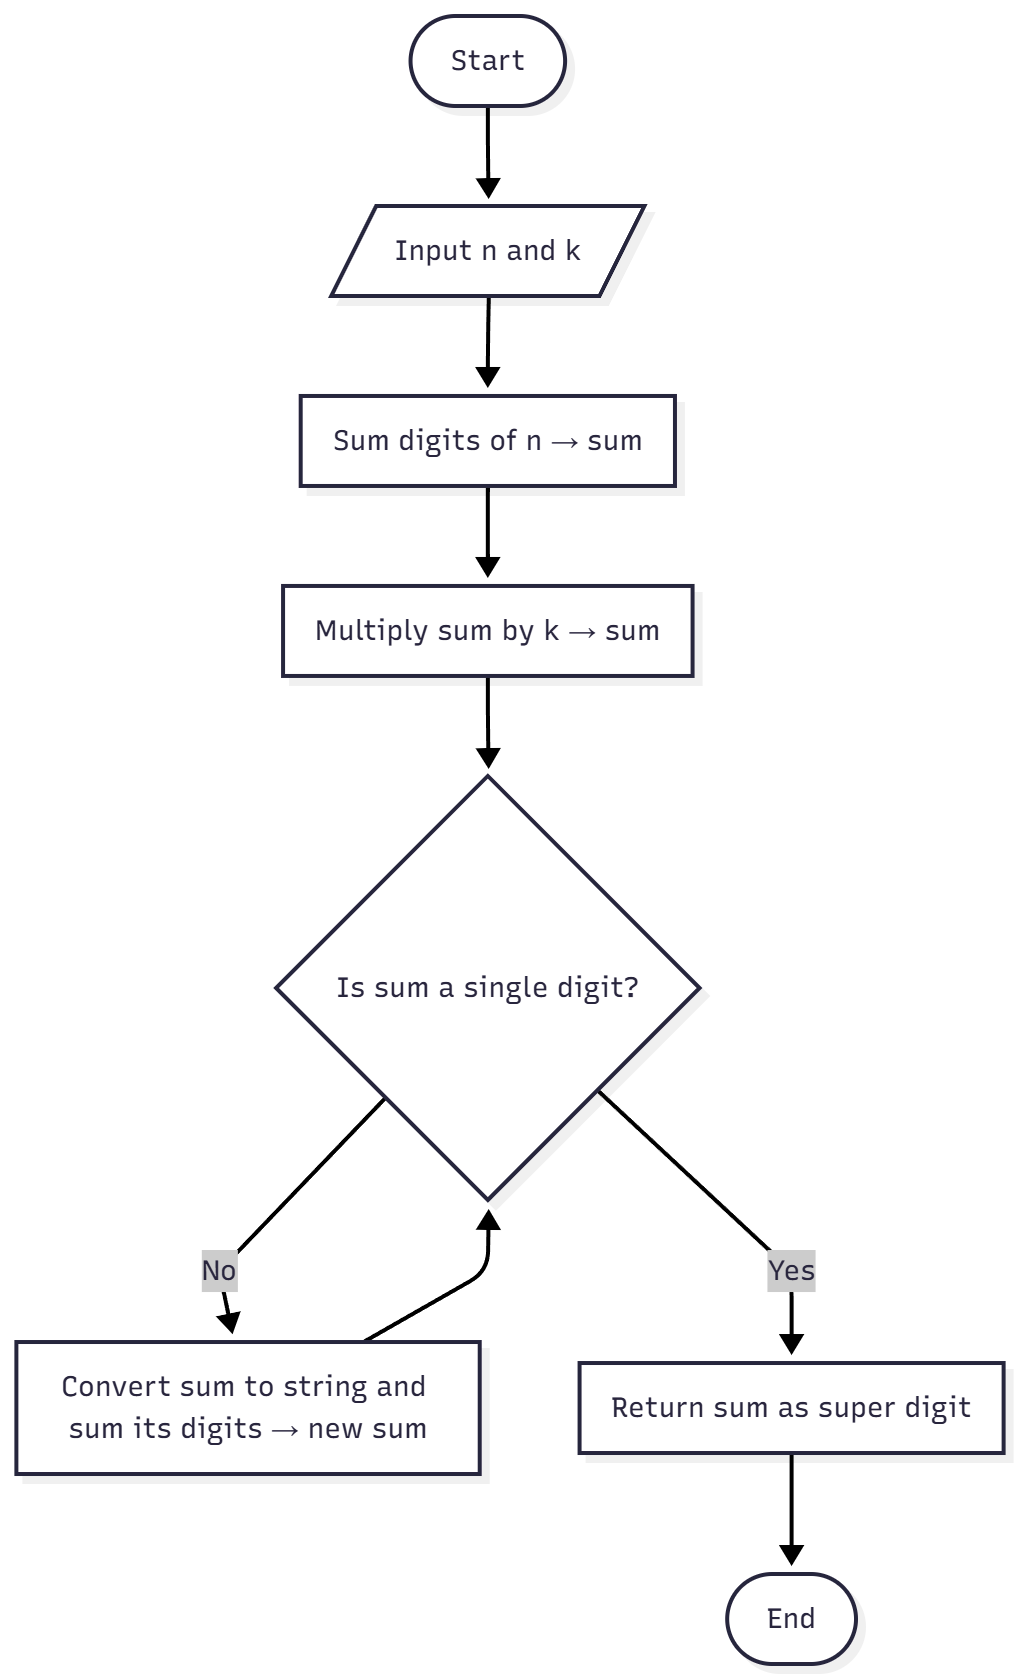 Start
Input n and k
Sum digits of n → sum
Multiply sum by k → sum
Is sum a single digit?
No
Yes
Convert sum to string and
sum its digits → new sum
Return sum as super digit
End